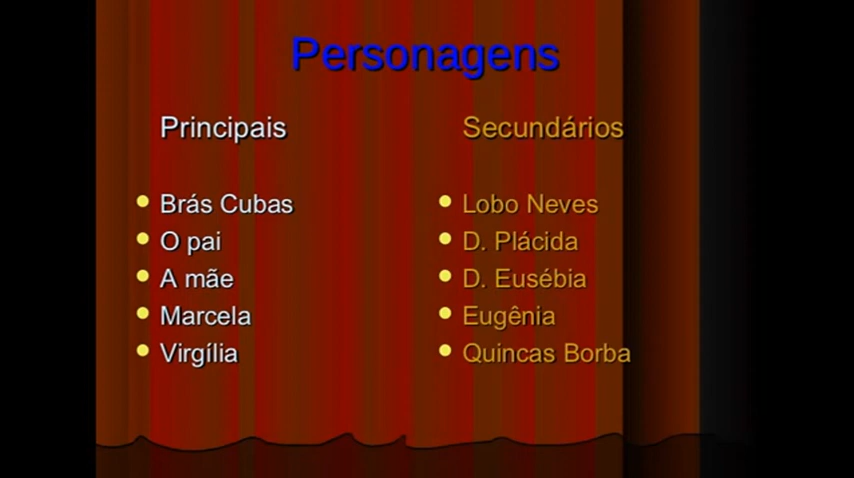 Personagens
Principais
Brás Cubas
O pai
A mãe
Marcela
Virgília
Secundários
Lobo Neves
D. Plácida
D. Eusébia
Eugênia
Quincas Borba